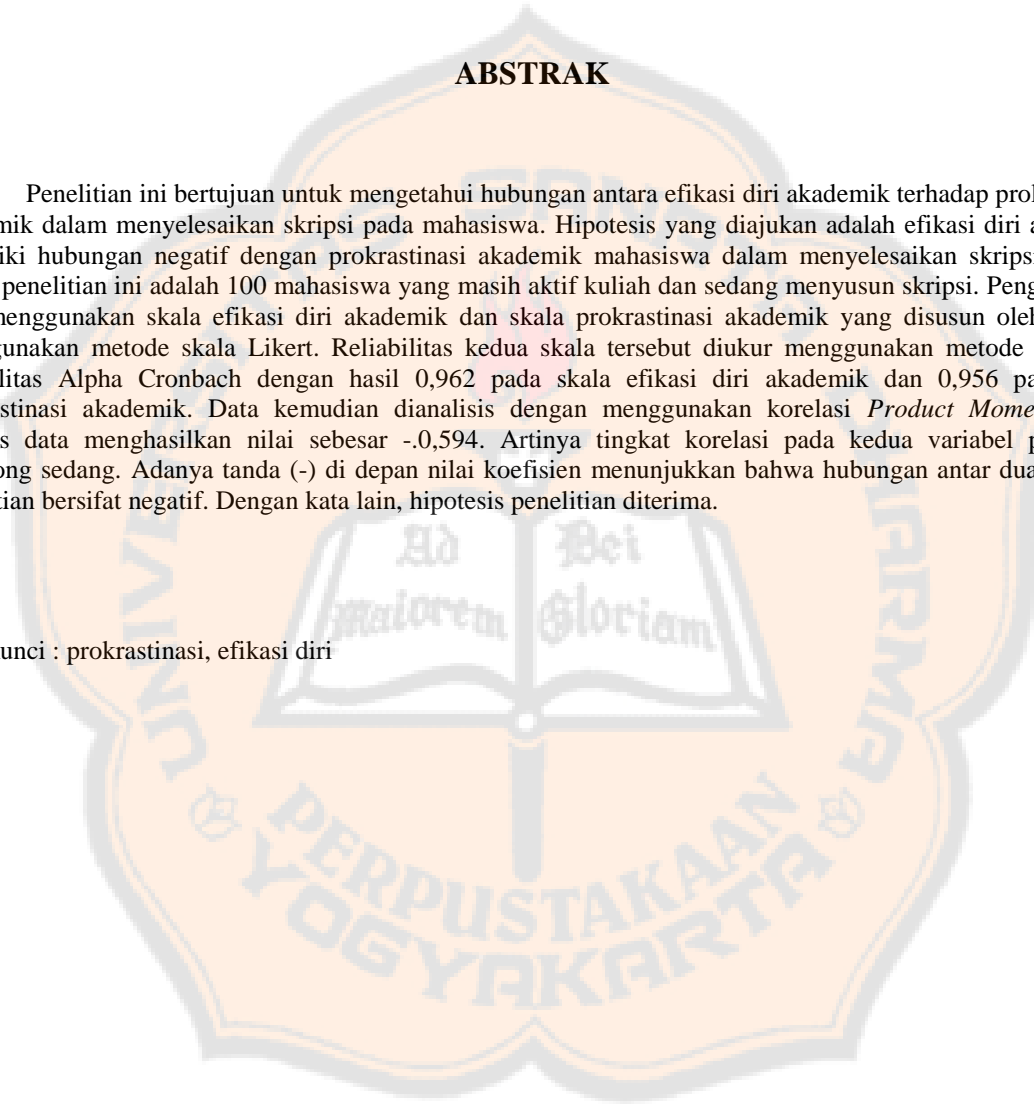 ABSTRAK
Penelitian ini bertujuan untuk mengetahui hubungan antara efikasi diri akademik terhadap prok
mik dalam menyelesaikan skripsi pada mahasiswa. Hipotesis yang diajukan adalah efikasi diri a
iki hubungan negatif dengan prokrastinasi akademik mahasiswa dalam menyelesaikan skripsi
penelitian ini adalah 100 mahasiswa yang masih aktif kuliah dan sedang menyusun skripsi. Peng
menggunakan skala efikasi diri akademik dan skala prokrastinasi akademik yang disusun oleh
gunakan metode skala Likert. Reliabilitas kedua skala tersebut diukur menggunakan metode
litas Alpha Cronbach dengan hasil 0,962 pada skala efikasi diri akademik dan 0,956 pa
stinasi akademik. Data kemudian dianalisis dengan menggunakan korelasi Product Mome
s data menghasilkan nilai sebesar -.0,594. Artinya tingkat korelasi pada kedua variabel p
ong sedang. Adanya tanda (-) di depan nilai koefisien menunjukkan bahwa hubungan antar dua
tian bersifat negatif. Dengan kata lain, hipotesis penelitian diterima.
unci : prokrastinasi, efikasi diri
UNIVERSITAS SANATA DHARMA
Ad Dei
Maiorem Gloriam
PERPUSTAKAAN
YOGYAKARTA